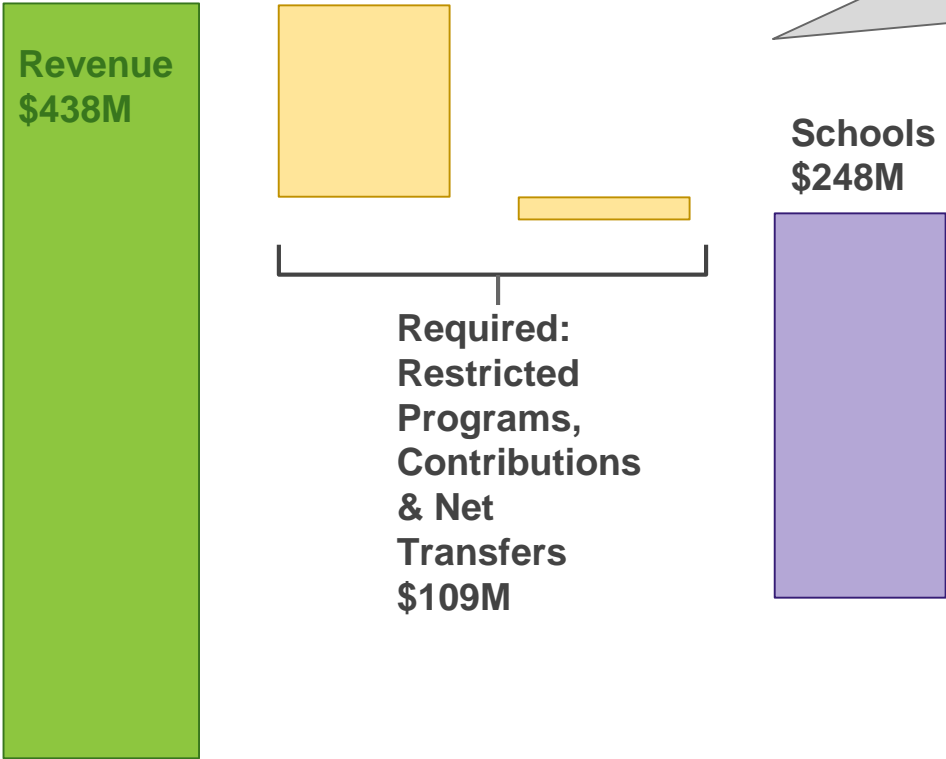 Revenue
$438M
Schools
$248M
Required:
Restricted
Programs,
Contributions
& Net
Transfers
$109M